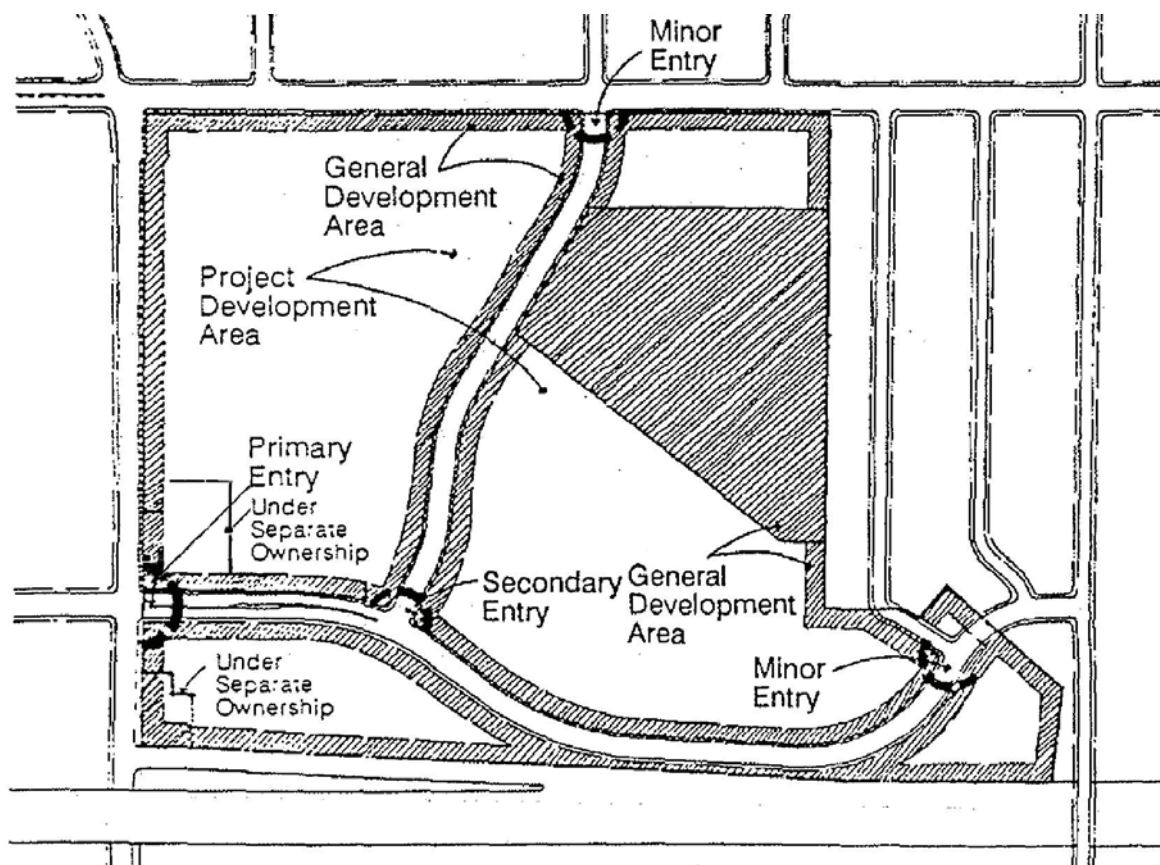 Minor
Entry
General
Development
Area
Project
Development
Area
Primary
Entry
Under
Separate
Ownership
Secondary
Entry
General
Development
Area
Under
Separate
Ownership
Minor
Entry